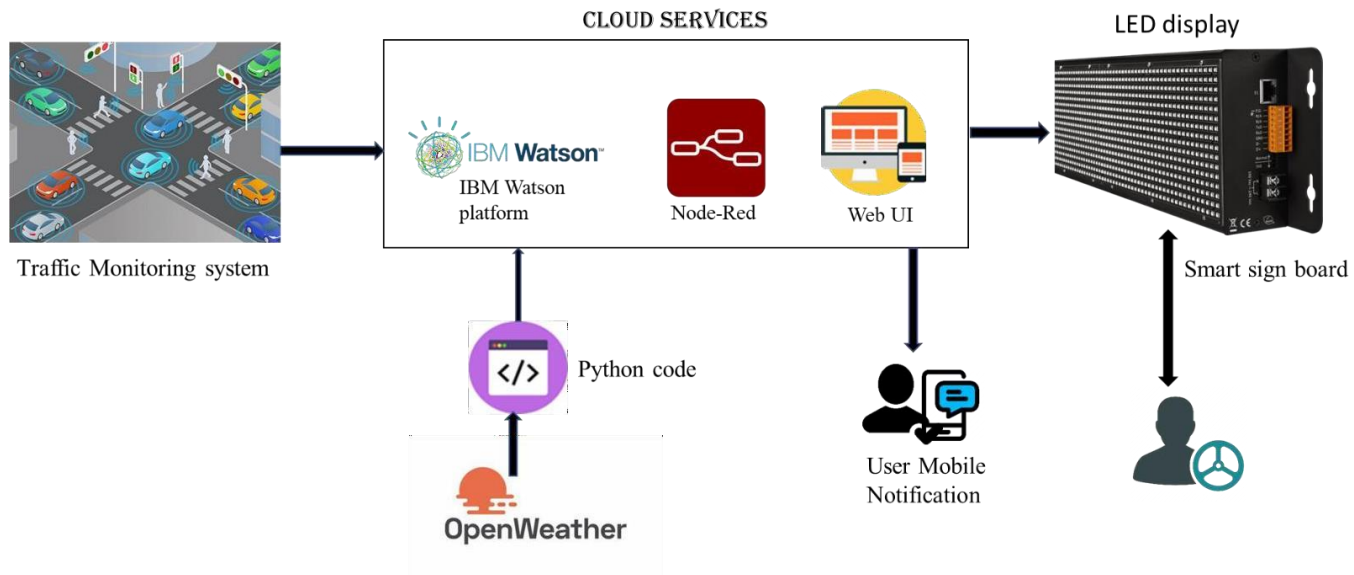 CLOUD SERVICES
LED display
IBM Watson™
IBM Watson
platform
Node-Red
Web UI
Traffic Monitoring system
Smart sign board
</>
Python code
User Mobile
Notification
OpenWeather